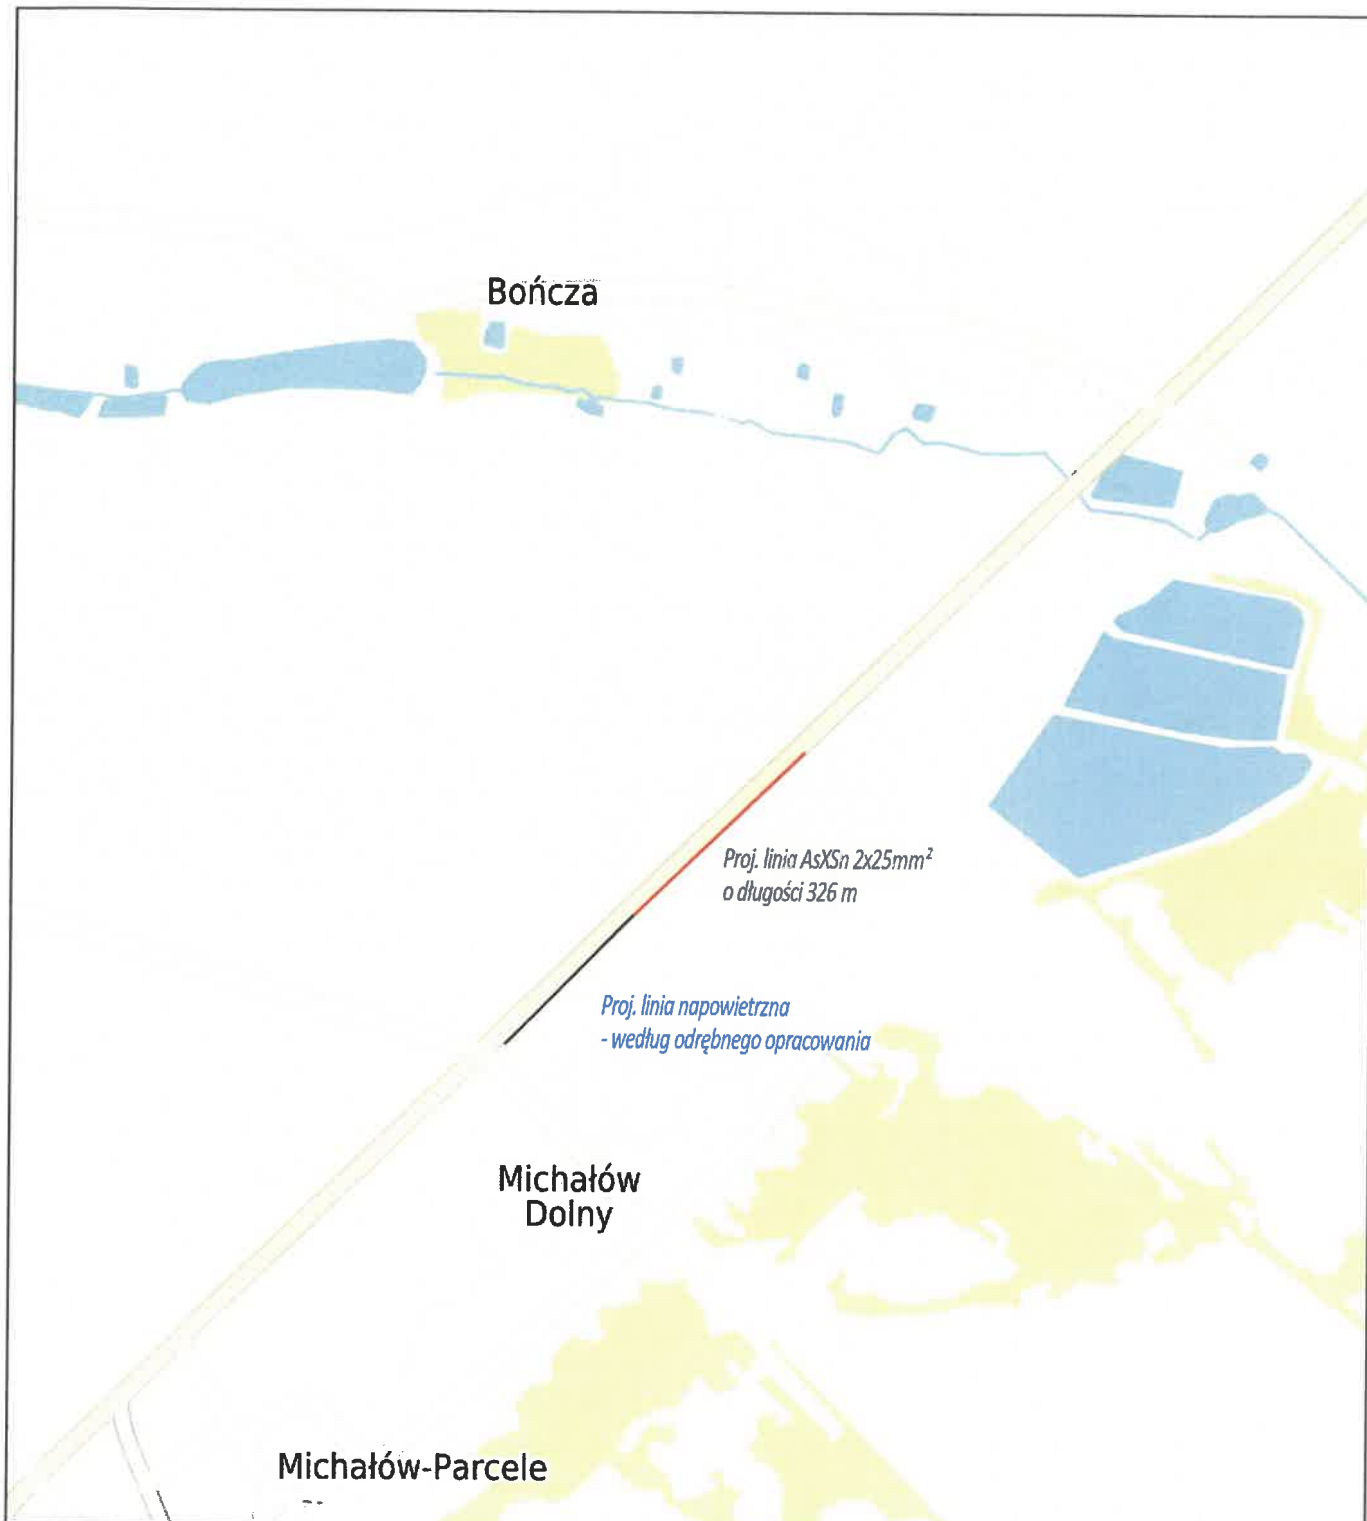 Bończa
Proj. linia AsXSn 2x25mm²
o długości 326 m
Proj. linia napowietrzna
- według odrębnego opracowania
Michałów
Dolny
Michałów-Parcele